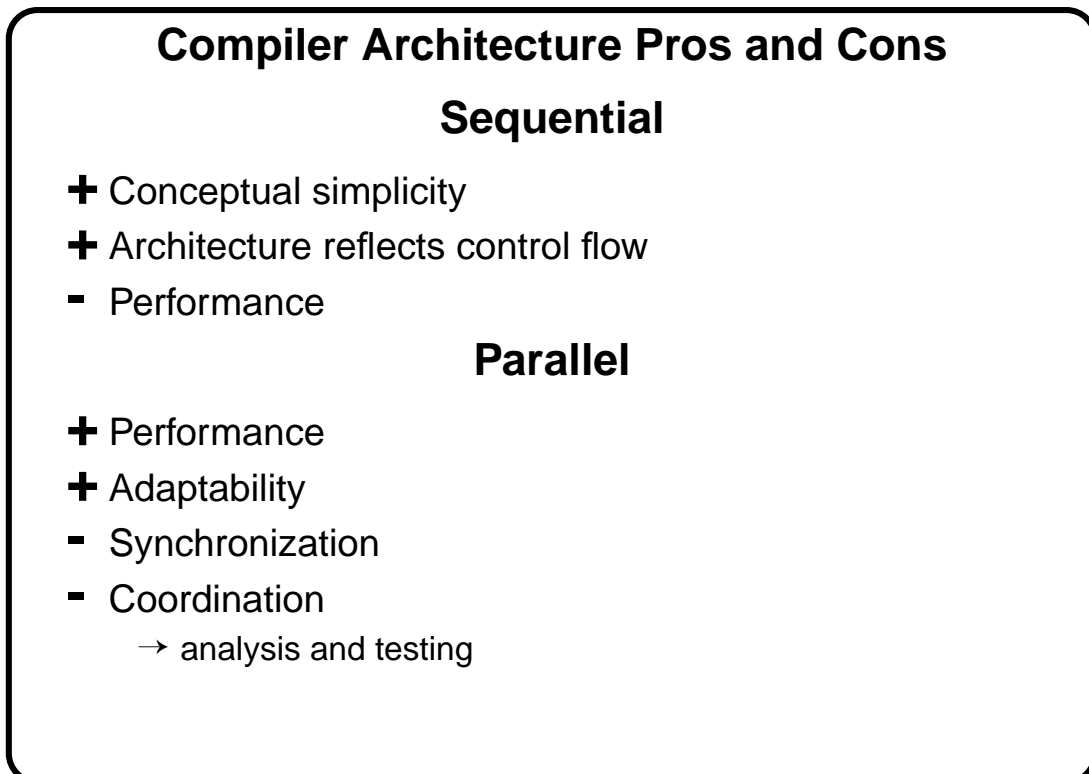 Compiler Architecture Pros and Cons
Sequential
+ Conceptual simplicity
+ Architecture reflects control flow
- Performance
Parallel
+ Performance
+ Adaptability
- Synchronization
- Coordination
→ analysis and testing